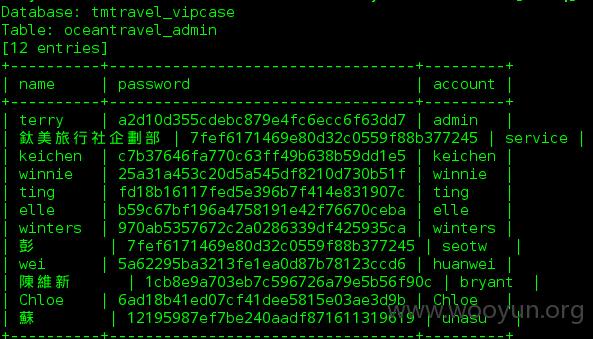 Database: tmtravel_vipcase
Table: oceantravel_admin
[12 entries]
+----------+----------------------------------+---------+
| name     | password                         | account |
+----------+----------------------------------+---------+
| terry    | a2d10d355cdebc879e4fc6ecc6f63dd7 | admin   |
| 鈦美旅行社企劃部 | 7fef6171469e80d32c0559f88b377245 | service |
| keichen  | c7b37646fa770c63ff49b638b59dd1e5 | keichen |
| winnie   | 25a31a453c20d5a545df8210d730b51f | winnie  |
| ting     | fd18b16117fed5e396b7f414e831907c | ting    |
| elle     | b59c67bf196a4758191e42f76670ceba | elle    |
| winters  | 970ab5357672c2a0286339df425935ca | winters |
| 彭       | 7fef6171469e80d32c0559f88b377245 | seotw   |
| wei      | 5a62295ba3213fe1ea0d87b78123ccd6 | huanwei |
| 陳維新   | 1cb8e9a703eb7c596726a79e5b56f90c | bryant  |
| Chloe    | 6ad18b41ed07cf41dee5815e03ae3d9b | Chloe   |
| 蘇       | 12195987ef7be240aadf871611319619 | unasu   |
+----------+----------------------------------+---------+
www.wooyun.org